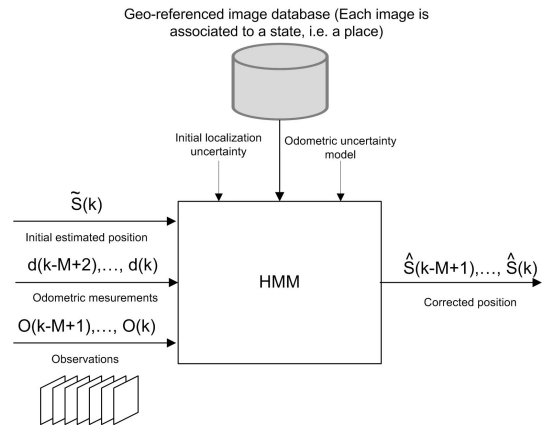 Geo-referenced image database (Each image is
associated to a state, i.e. a place)
Initial localization
uncertainty
Odometric uncertainty
model
S̃(k)
Initial estimated position
d(k-M+2),…, d(k)
Odometric mesurements
O(k-M+1),…, O(k)
Observations
HMM
Ŝ(k-M+1),…, Ŝ(k)
Corrected position